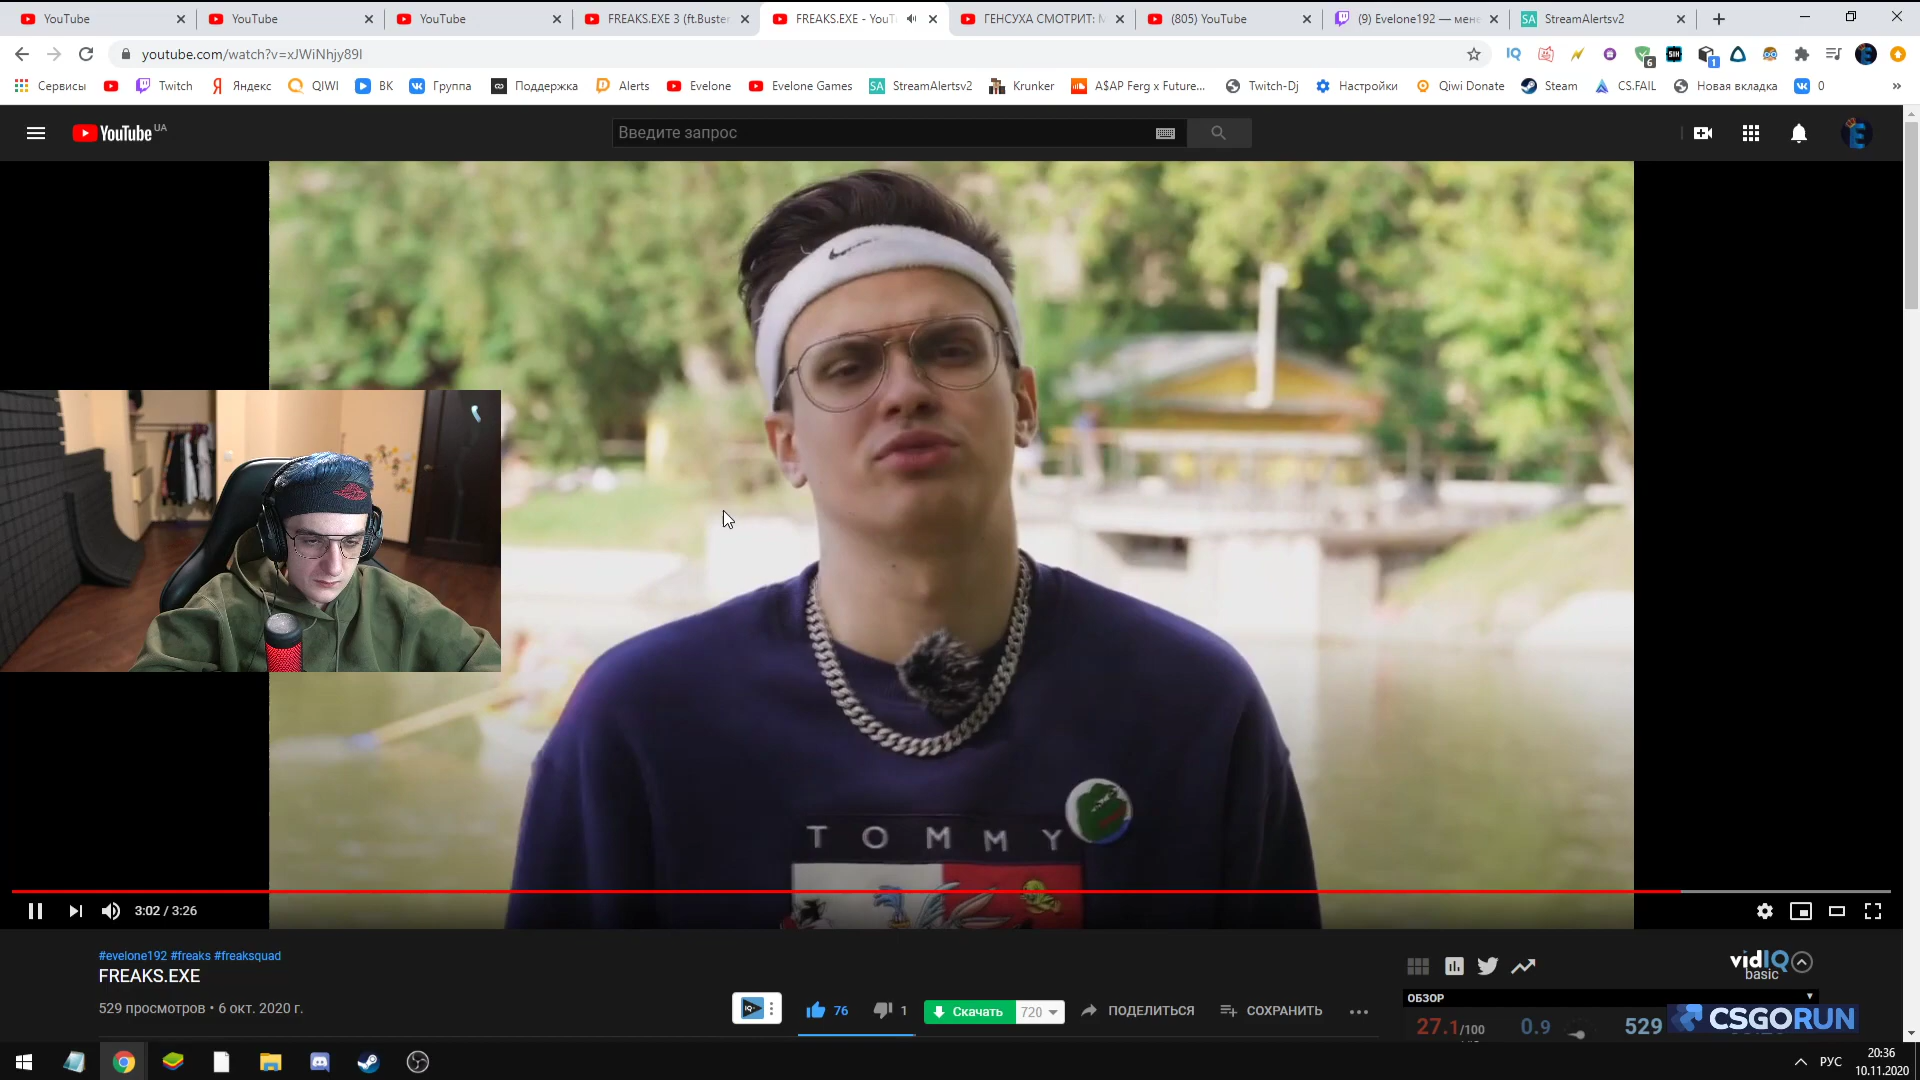 YouTube
YouTube
YouTube
FREAKS.EXE 3 (ft.Buster
FREAKS.EXE - YouT
ГЕНСУХА СМОТРИТ:
(805) YouTube
(9) Evelone192 — мен
StreamAlertsv2
youtube.com/watch?v=xJWiNhjy89I
6
1
Сервисы
Twitch
Яндекс
QIWI
ВК
Группа
Поддержка
Alerts
Evelone
Evelone Games
StreamAlertsv2
Krunker
A$AP Ferg x Future...
Twitch-Dj
Настройки
Qiwi Donate
Steam
CS.FAIL
Новая вкладка
0
»
YouTube UA
Введите запрос
TOMMY
3:02 / 3:26
#evelone192 #freaks #freaksquad
FREAKS.EXE
529 просмотров • 6 окт. 2020 г.
76
1
Скачать
720
ПОДЕЛИТЬСЯ
СОХРАНИТЬ
vidIQ
basic
ОБЗОР
27.1/100
0.9
529
CSGORUN
РУС
20:36
10.11.2020